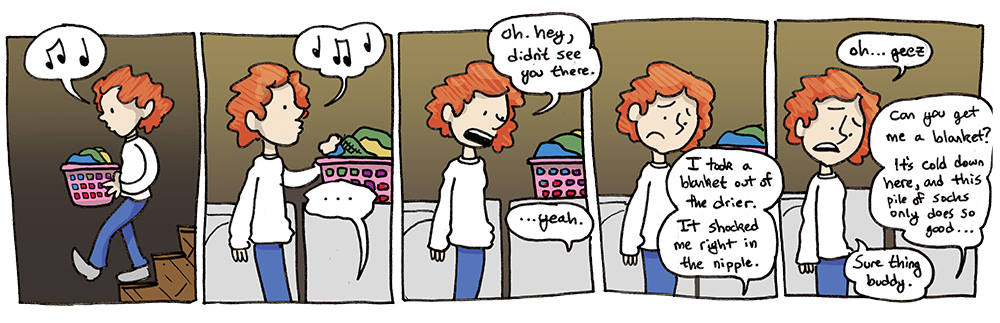 ...
oh. hey,
didn't see
you there.
...yeah.
I took a
blanket out of
the drier.
It shocked
me right in
the nipple.
oh... geez
Can you get
me a blanket?
It's cold down
here, and this
pile of socks
only does so
good...
Sure thing
buddy.